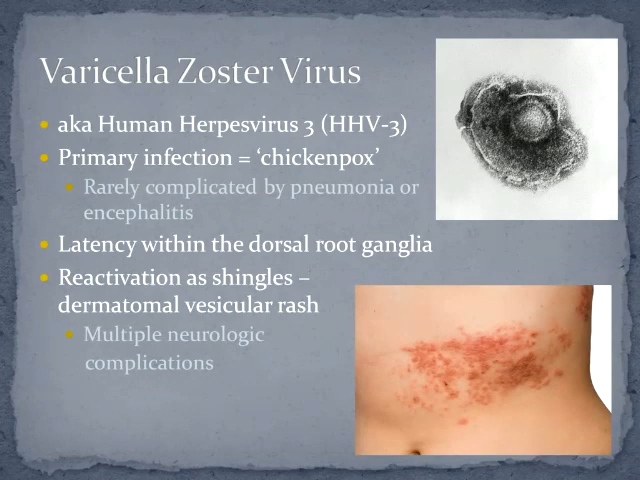 Varicella Zoster Virus
aka Human Herpesvirus 3 (HHV-3)
Primary infection = ‘chickenpox’
Rarely complicated by pneumonia or
encephalitis
Latency within the dorsal root ganglia
Reactivation as shingles –
dermatomal vesicular rash
Multiple neurologic
complications